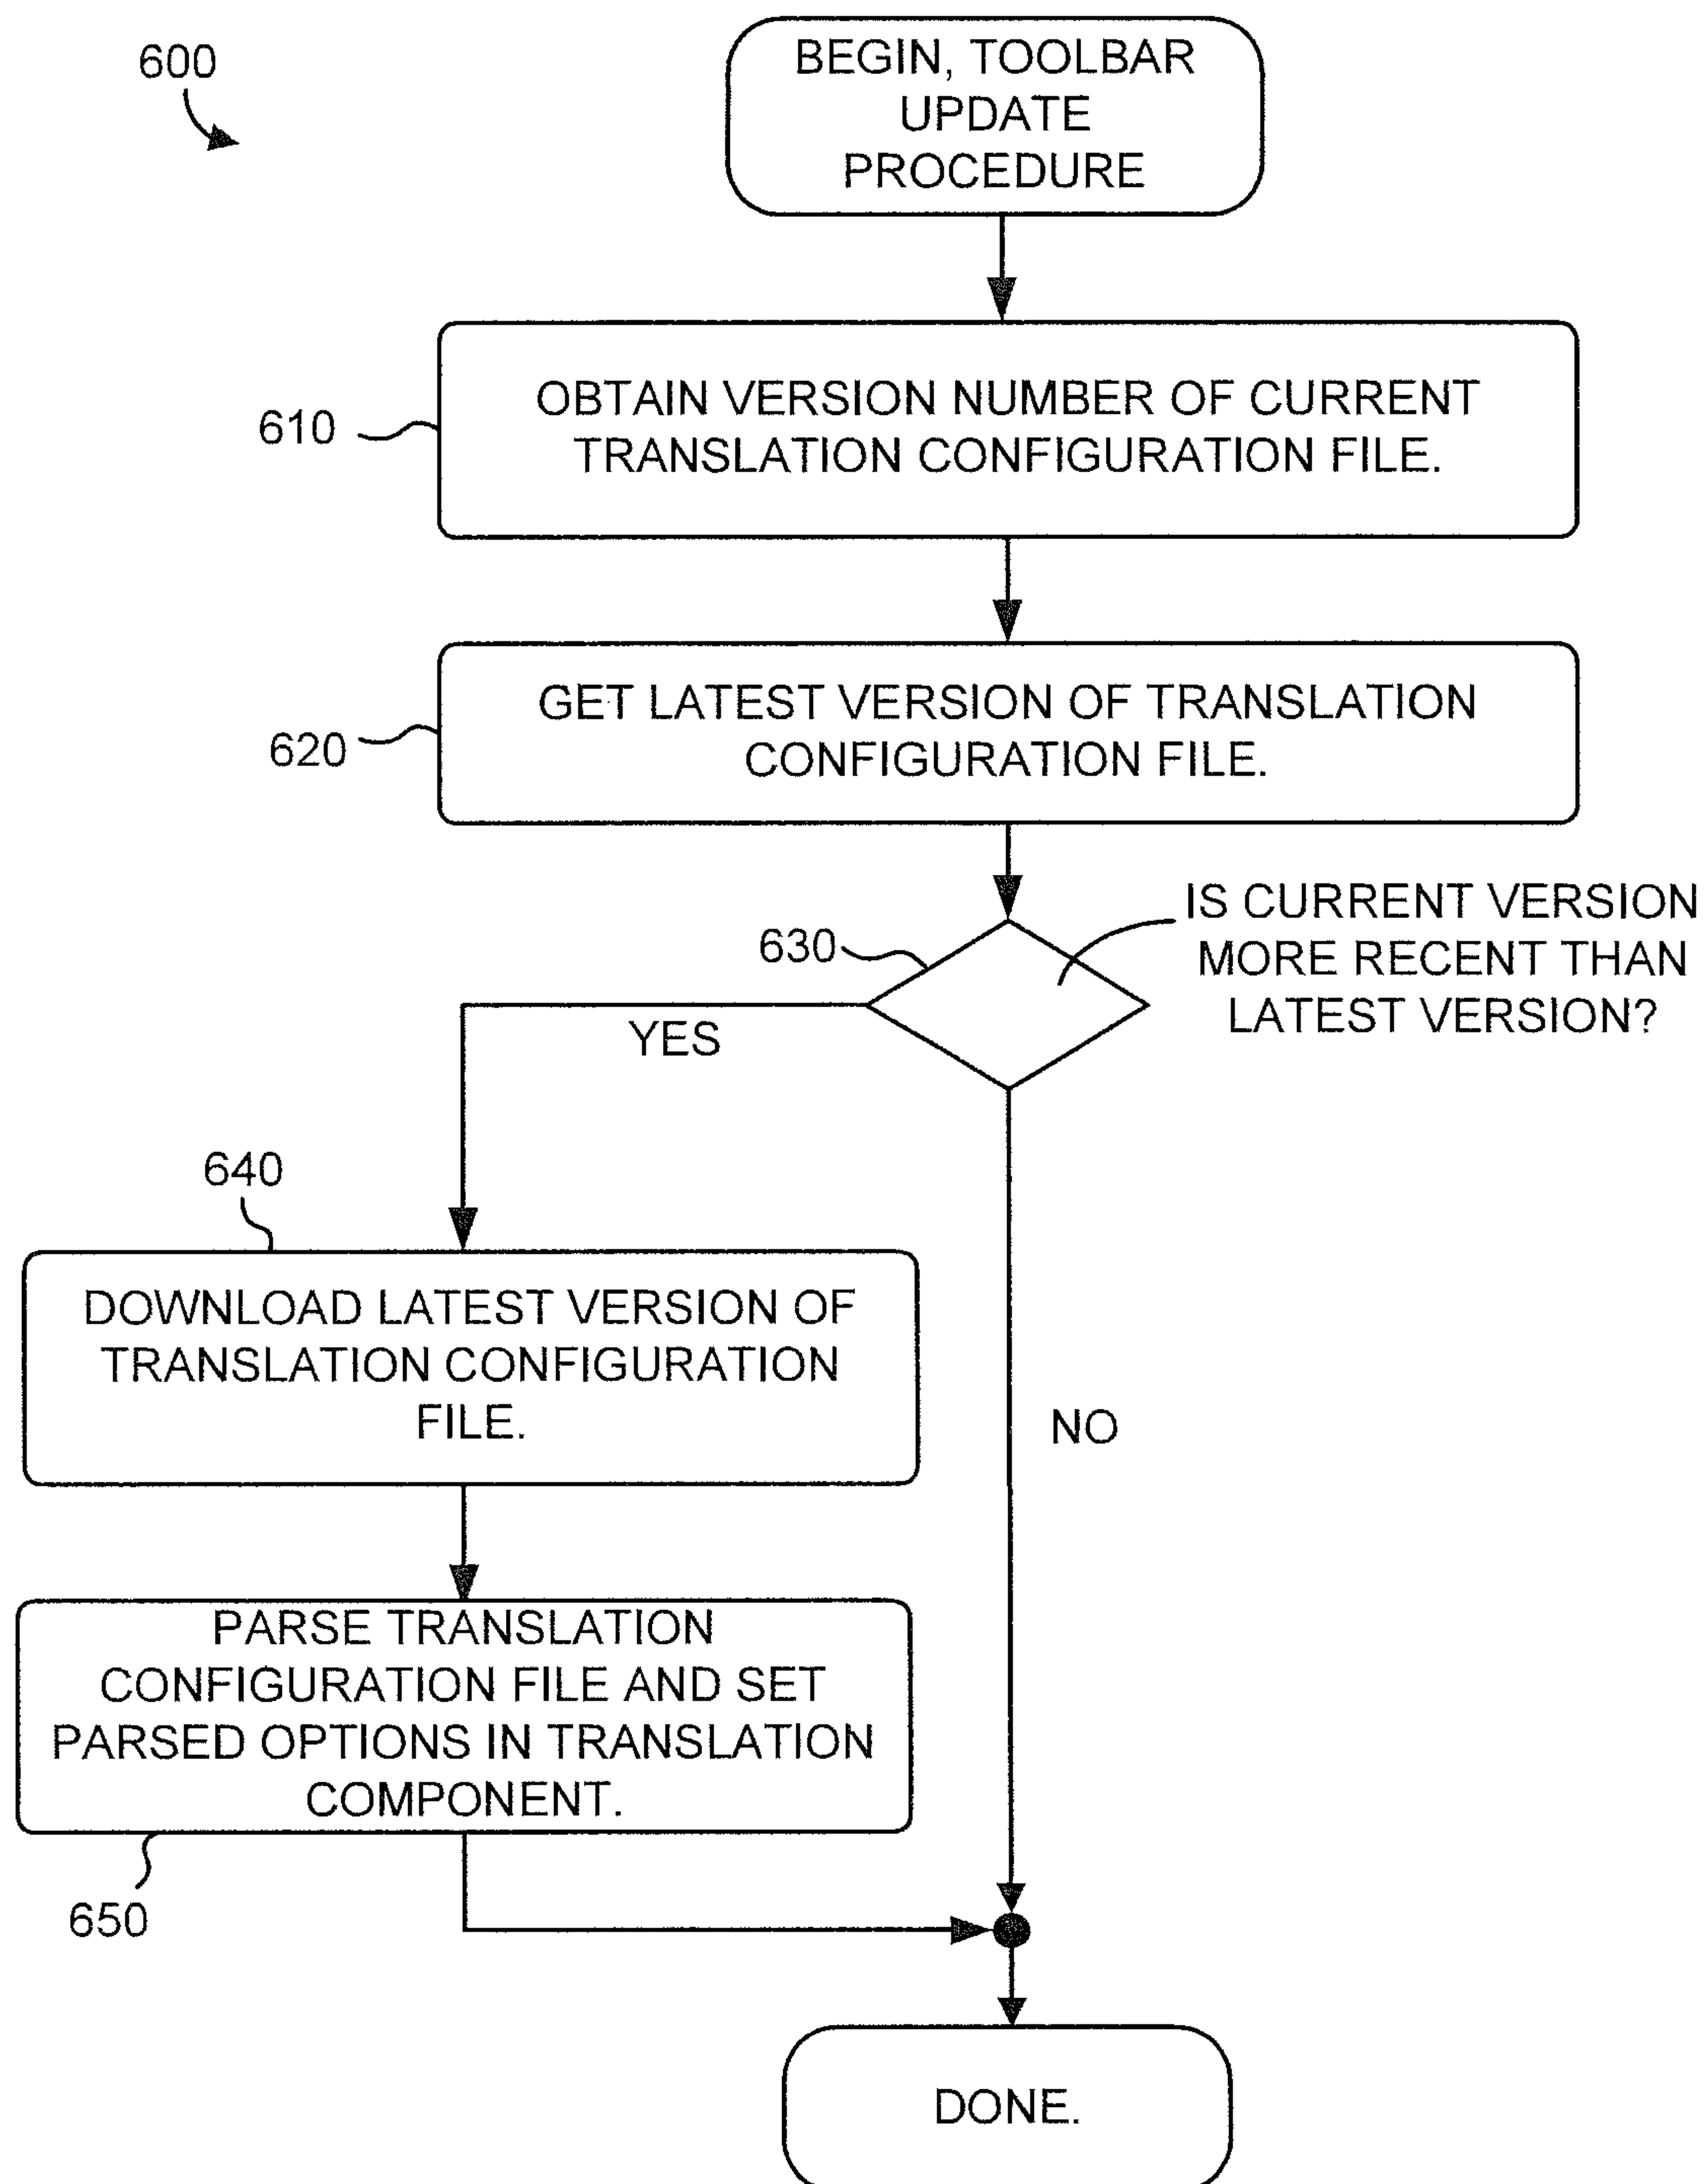 600
BEGIN, TOOLBAR
UPDATE
PROCEDURE
610
OBTAIN VERSION NUMBER OF CURRENT
TRANSLATION CONFIGURATION FILE.
620
GET LATEST VERSION OF TRANSLATION
CONFIGURATION FILE.
630
IS CURRENT VERSION
MORE RECENT THAN
LATEST VERSION?
YES
640
DOWNLOAD LATEST VERSION OF
TRANSLATION CONFIGURATION
FILE.
NO
PARSE TRANSLATION
CONFIGURATION FILE AND SET
PARSED OPTIONS IN TRANSLATION
COMPONENT.
650
DONE.